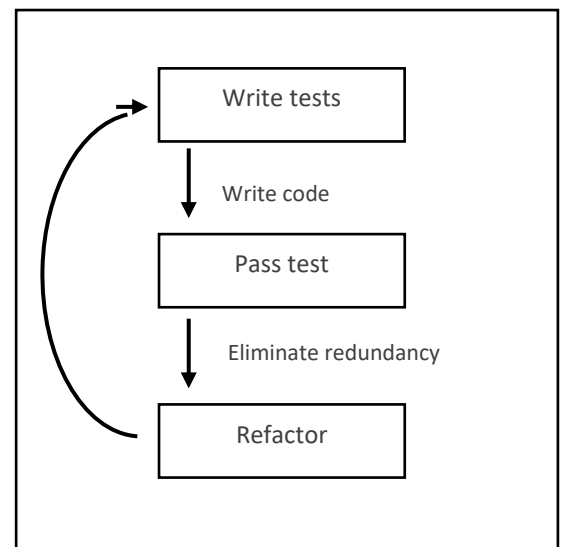 Write tests
Write code
Pass test
Eliminate redundancy
Refactor